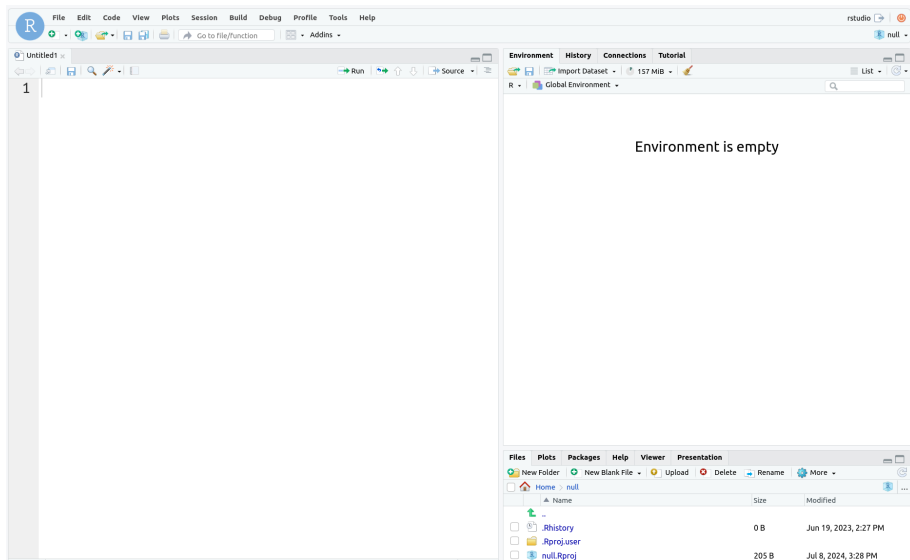 R
File Edit Code View Plots Session Build Debug Profile Tools Help
rstudio
Go to file/function
Addins
null
Untitled1
Run
Source
1
Environment History Connections Tutorial
Import Dataset
157 MiB
List
R
Global Environment
Environment is empty
Files Plots Packages Help Viewer Presentation
New Folder New Blank File Upload Delete Rename More
Home null
...
Name Size Modified
..
.Rhistory 0 B Jun 19, 2023, 2:27 PM
.Rproj.user
null.Rproj 205 B Jul 8, 2024, 3:28 PM